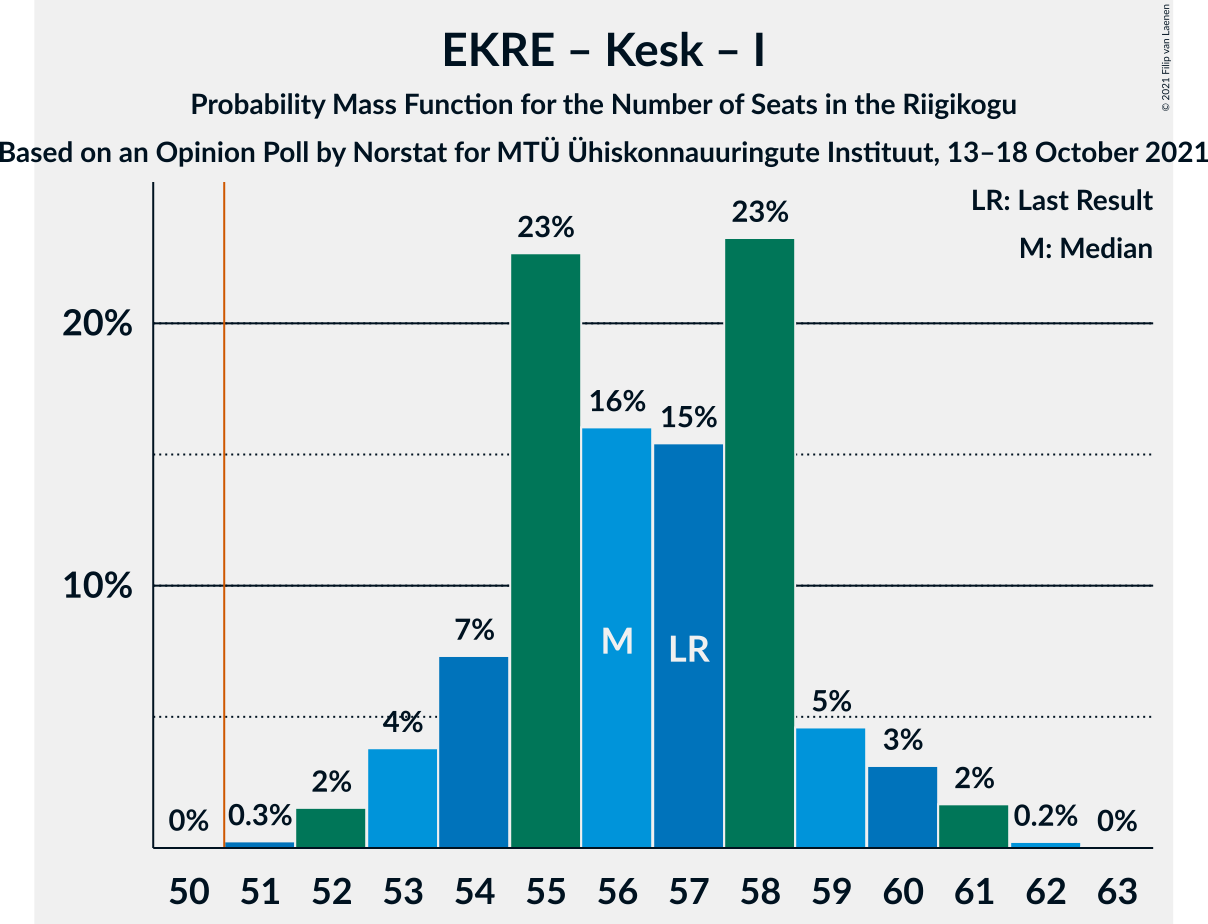 EKRE – Kesk – I
Probability Mass Function for the Number of Seats in the Riigikogu
Based on an Opinion Poll by Norstat for MTÜ Ühiskonnauuringute Instituut, 13–18 October 2021
© 2021 Filip van Laenen
LR: Last Result
M: Median
23%
23%
20%
16%
15%
10%
7%
M
LR
4%
5%
3%
2%
2%
0%
0.3%
0.2%
0%
50 51 52 53 54 55 56 57 58 59 60 61 62 63